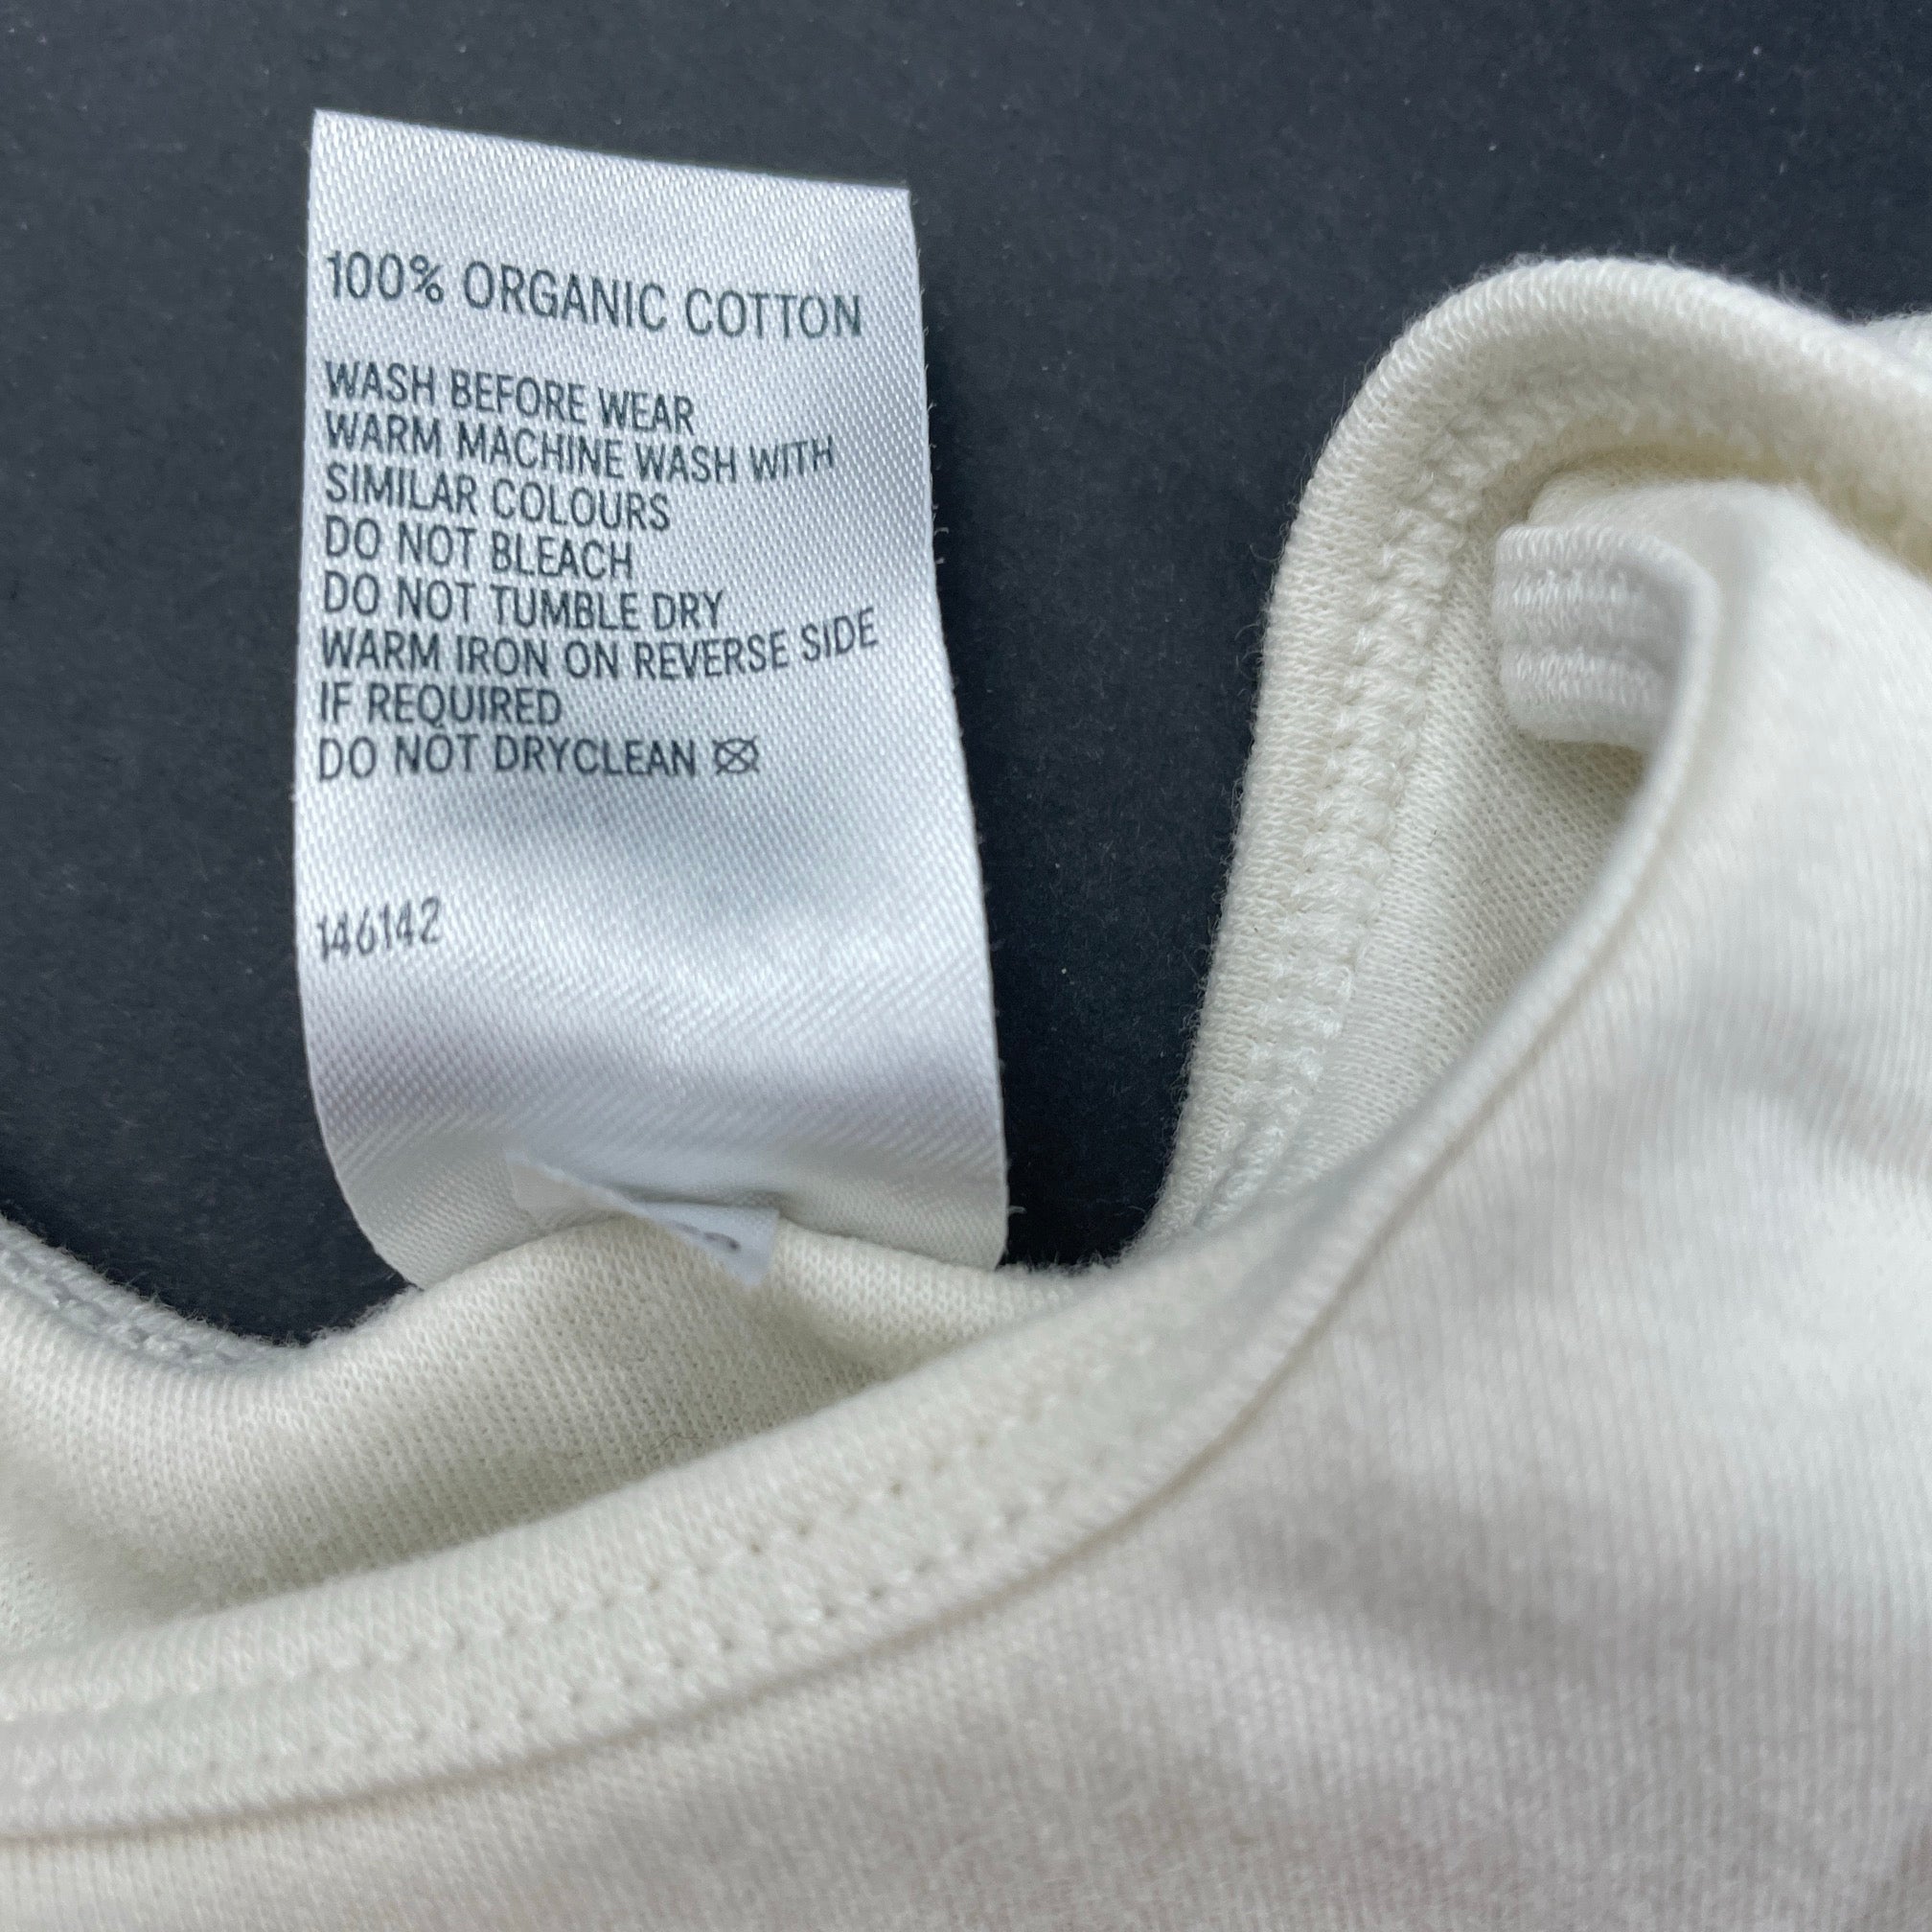 100% ORGANIC COTTON
WASH BEFORE WEAR
WARM MACHINE WASH WITH
SIMILAR COLOURS
DO NOT BLEACH
DO NOT TUMBLE DRY
WARM IRON ON REVERSE SIDE
IF REQUIRED
DO NOT DRYCLEAN
146142